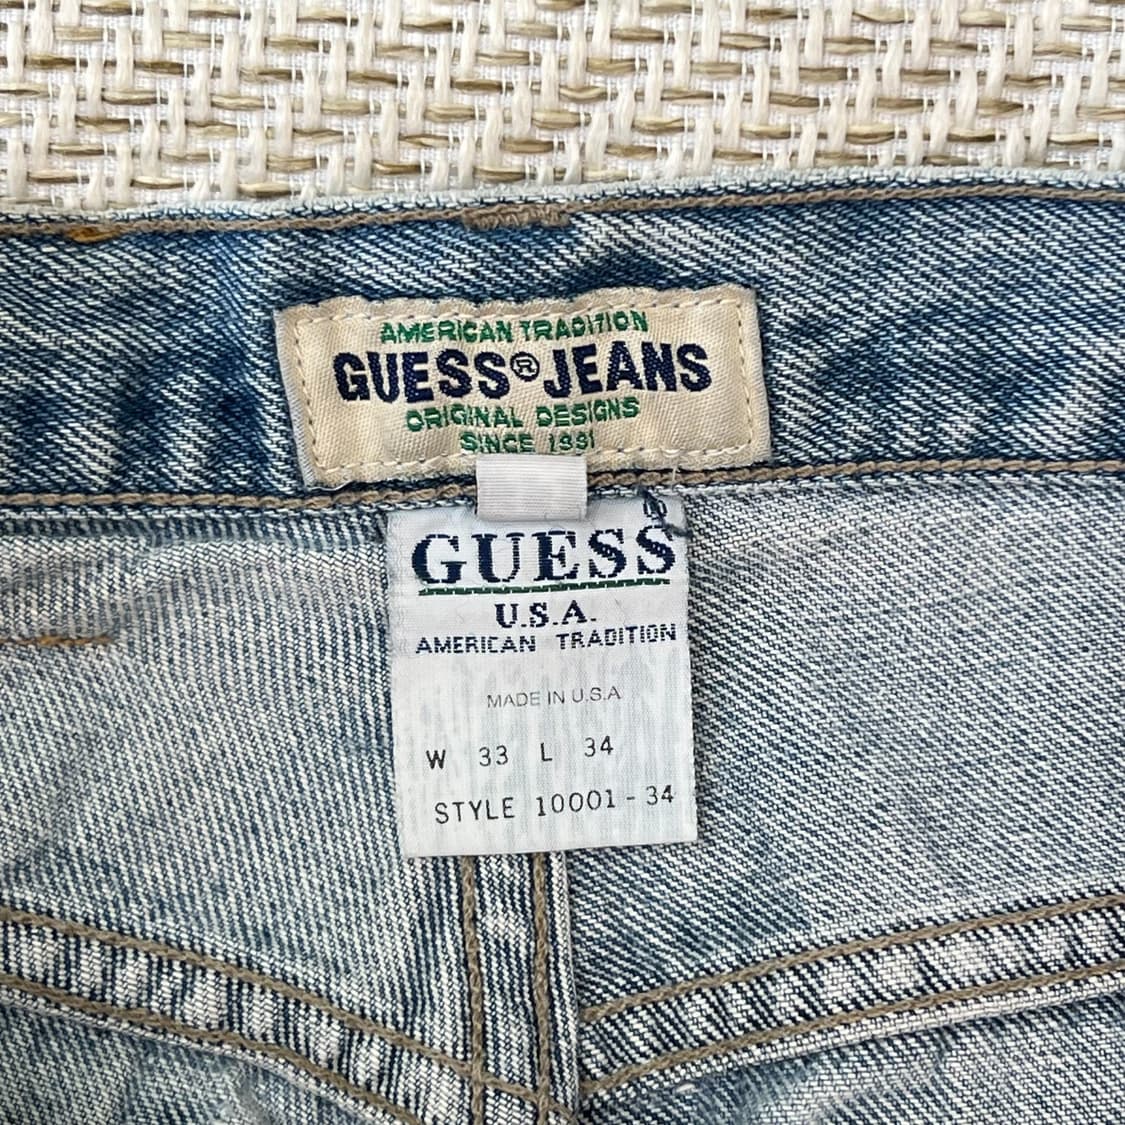 AMERICAN TRADITION
GUESS® JEANS
ORIGINAL DESIGNS
SINCE 1981
GUESS®
U.S.A.
AMERICAN TRADITION
MADE IN U.S.A
W 33 L 34
STYLE 10001-34